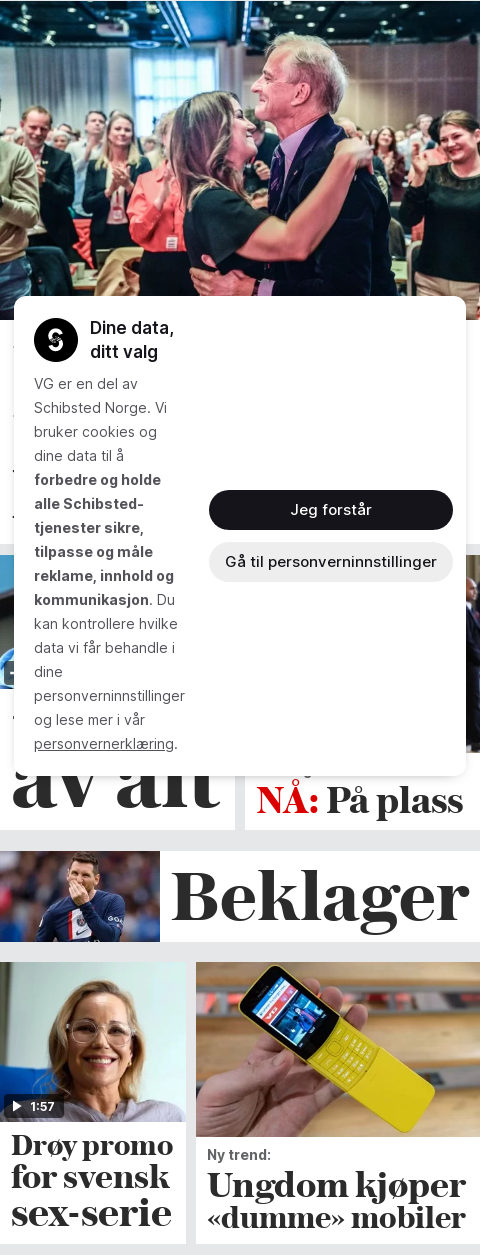 Dine data,
ditt valg
VG er en del av
Schibsted Norge. Vi
bruker cookies og
dine data til å
forbedre og holde
alle Schibsted-
tjenester sikre,
tilpasse og måle
reklame, innhold og
kommunikasjon. Du
kan kontrollere hvilke
data vi får behandle i
dine
personverninnstillinger
og lese mer i vår
personvernerklæring.
Jeg forstår
Gå til personverninnstillinger
av alt
NÅ: På plass
Beklager
1:57
Drøy promo
for svensk
sex-serie
Ny trend:
Ungdom kjøper
«dumme» mobiler